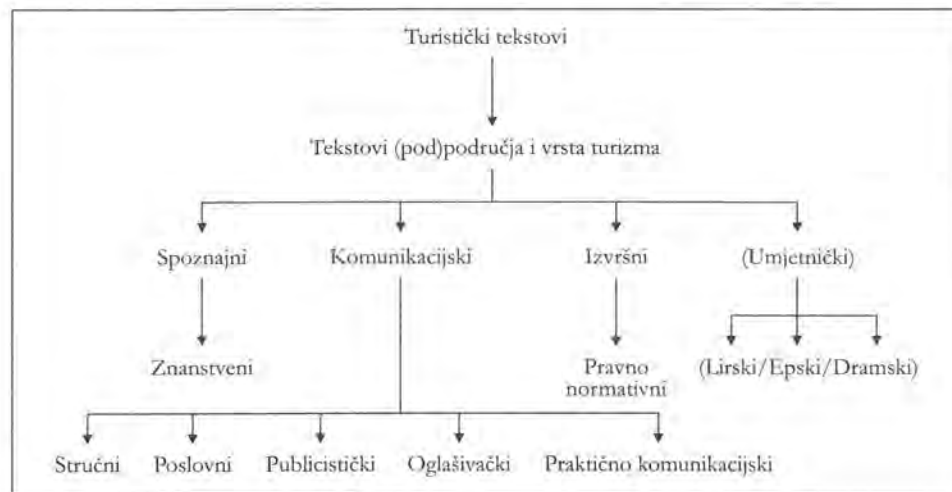 Turistički tekstovi
Tekstovi (pod)područja i vrsta turizma
Spoznajni Komunikacijski Izvršni (Umjetnički)
Znanstveni Pravno normativni (Lirski/Epski/Dramski)
Stručni Poslovni Publicistički Oglašivački Praktično komunikacijski